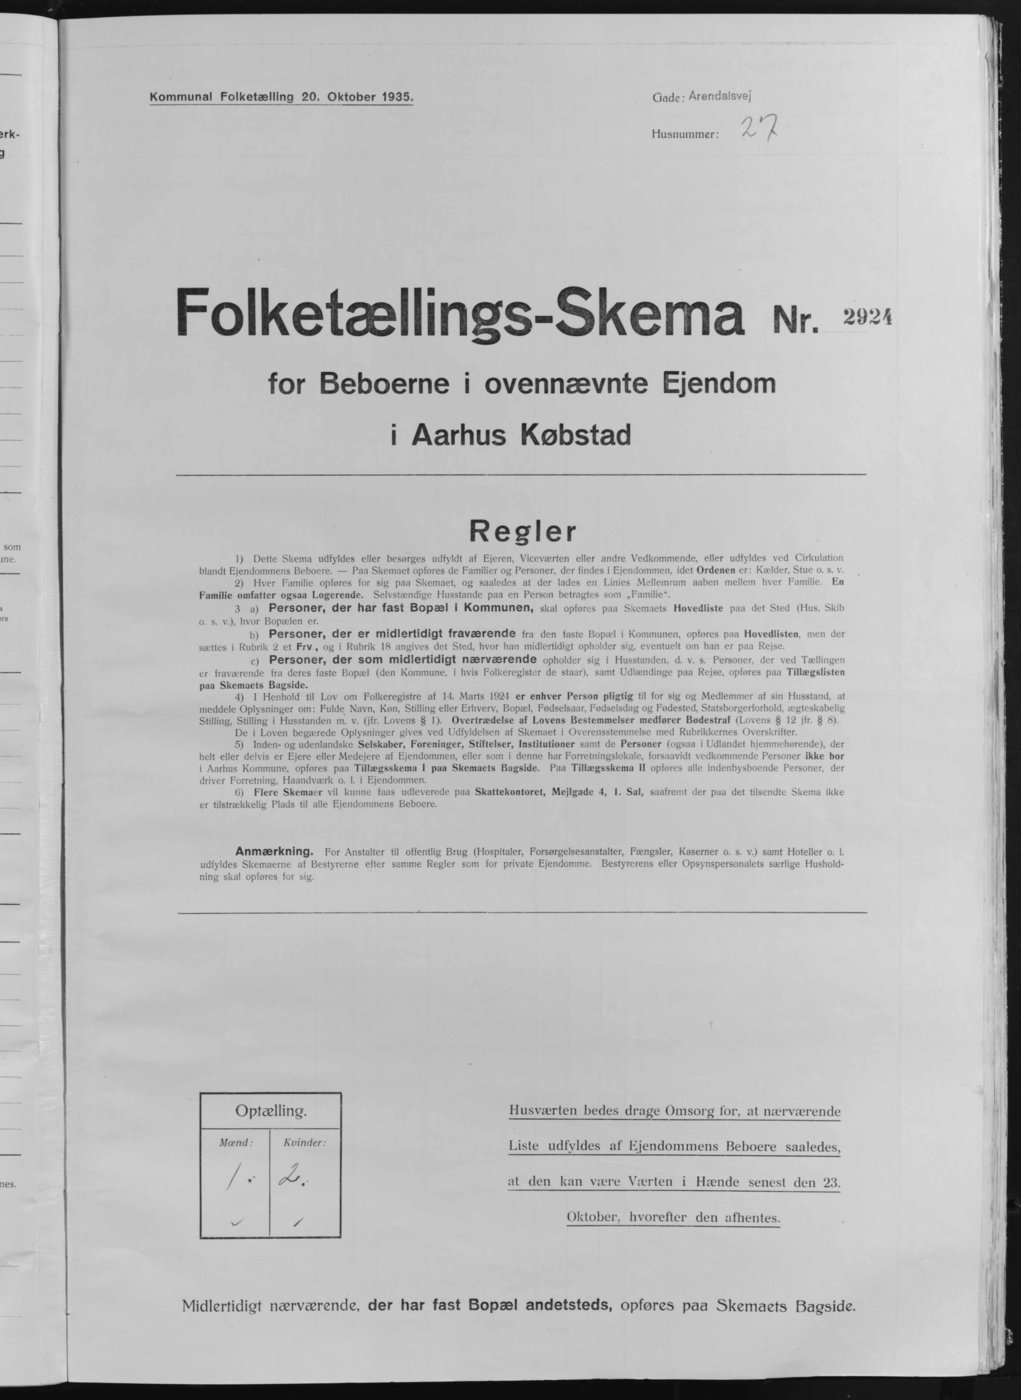 Kommunal Folketælling 20. Oktober 1935.
Gade: Arendalsvej
Husnummer: 27
Folketællings-Skema Nr. 2924
for Beboerne i ovennævnte Ejendom
i Aarhus Købstad
Regler
1) Dette Skema udfyldes eller besørges udfyldt af Ejeren, Viceværten eller andre Vedkommende, eller udfyldes ved Cirkulation
blandt Ejendommens Beboere. — Paa Skemaet opføres de Familier og Personer, der findes i Ejendommen, idet Ordenen er: Kælder, Stue o. s. v.
2) Hver Familie opføres for sig paa Skemaet, og saaledes at der lades en Linies Mellemrum aaben mellem hver Familie. En
Familie omfatter ogsaa Logerende. Selvstændige Husstande paa en Person betragtes som „Familie“.
3 a) Personer, der har fast Bopæl i Kommunen, skal opføres paa Skemaets Hovedliste paa det Sted (Hus, Skib
o. s. v.), hvor Bopælen er.
b) Personer, der er midlertidigt fraværende fra den faste Bopæl i Kommunen, opføres paa Hovedlisten, men der
sættes i Rubrik 2 et Frv., og i Rubrik 18 angives det Sted, hvor han midlertidigt opholder sig, eventuelt om han er paa Rejse.
c) Personer, der som midlertidigt nærværende opholder sig i Husstanden, d. v. s. Personer, der ved Tællingen
er fraværende fra deres faste Bopæl (den Kommune, i hvis Folkeregister de staar), samt Udlændinge paa Rejse, opføres paa Tillægslisten
paa Skemaets Bagside.
4) I Henhold til Lov om Folkeregistre af 14. Marts 1924 er enhver Person pligtig til for sig og Medlemmer af sin Husstand, at
meddele Oplysninger om: Fulde Navn, Køn, Stilling eller Erhverv, Bopæl, Fødselsaar, Fødselsdag og Fødested, Statsborgerforhold, ægteskabelig
Stilling, Stilling i Husstanden m. v. (jfr. Lovens § 1). Overtrædelse af Lovens Bestemmelser medfører Bødestraf (Lovens § 12 jfr. § 8).
De i Loven begærede Oplysninger gives ved Udfyldelsen af Skemaet i Overensstemmelse med Rubrikkernes Overskrifter.
5) Inden- og udenlandske Selskaber, Foreninger, Stiftelser, Institutioner samt de Personer (ogsaa i Udlandet hjemmehørende), der
helt eller delvis er Ejere eller Medejere af Ejendommen, eller som i denne har Forretningslokale, forsaavidt vedkommende Personer ikke bor
i Aarhus Kommune, opføres paa Tillægsskema I paa Skemaets Bagside. Paa Tillægsskema II opføres alle indenbysboende Personer, der
driver Forretning, Haandværk o. l. i Ejendommen.
6) Flere Skemaer vil kunne faas udleverede paa Skattekontoret, Mejlgade 4, 1. Sal, saafremt der paa det tilsendte Skema ikke
er tilstrækkelig Plads til alle Ejendommens Beboere.
Anmærkning. For Anstalter til offentlig Brug (Hospitaler, Forsørgelsesanstalter, Fængsler, Kaserner o. s. v.) samt Hoteller o. l.
udfyldes Skemaerne af Bestyrerne efter samme Regler som for private Ejendomme. Bestyrerens eller Opsynspersonalets særlige Hushold-
ning skal opføres for sig.
Optælling.
Mænd: Kvinder:
1. 2.
Husværten bedes drage Omsorg for, at nærværende
Liste udfyldes af Ejendommens Beboere saaledes,
at den kan være Værten i Hænde senest den 23.
Oktober, hvorefter den afhentes.
Midlertidigt nærværende, der har fast Bopæl andetsteds, opføres paa Skemaets Bagside.